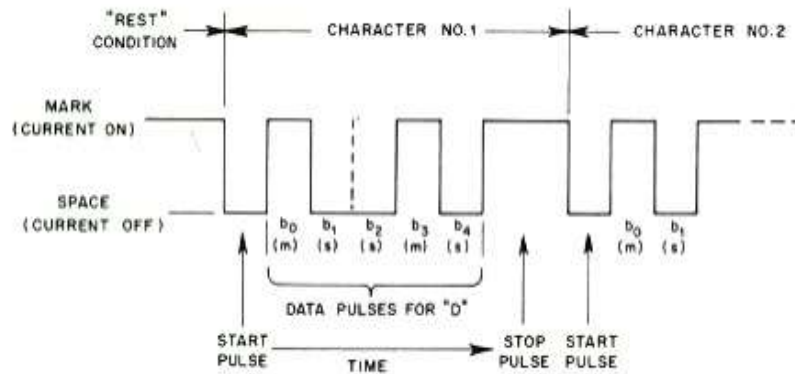 "REST"
CONDITION
CHARACTER NO.1
CHARACTER NO.2
MARK
(CURRENT ON)
SPACE
(CURRENT OFF)
b0 b1 b2 b3 b4 b0 b1
(m) (s) (s) (m) (s) (m) (s)
DATA PULSES FOR "D"
START
PULSE
TIME
STOP
PULSE
START
PULSE